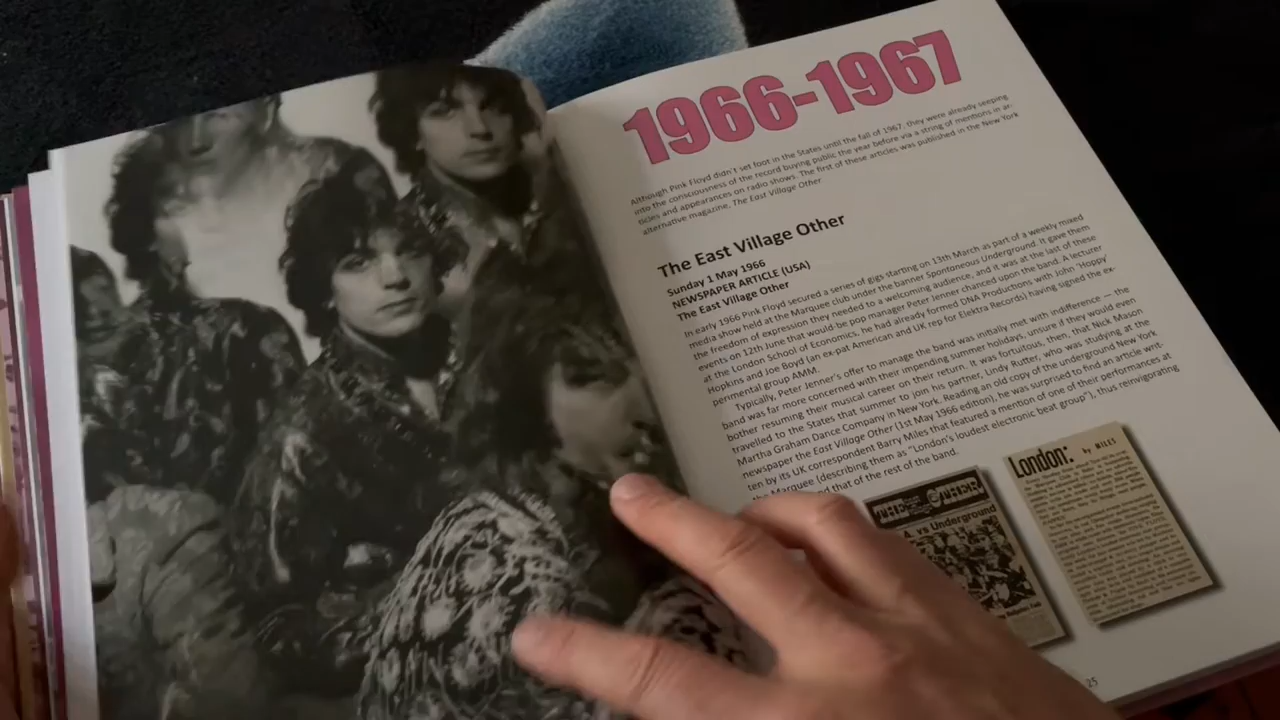 1966-1967
Although Pink Floyd didn't set foot in the States until the fall of 1967, they were already seeping
into the consciousness of the record buying public the year before via a string of mentions in ar-
ticles and appearances on radio shows. The first of these articles was published in the New York
alternative magazine, The East Village Other
The East Village Other
Sunday 1 May 1966
NEWSPAPER ARTICLE (USA)
The East Village Other
In early 1966 Pink Floyd secured a series of gigs starting on 13th March as part of a weekly mixed
media show held at the Marquee club under the banner Spontaneous Underground. It gave them
the freedom of expression they needed to a welcoming audience, and it was at the last of these
events on 12th June that would be pop manager Peter Jenner chanced upon the band. A lecturer
at the London School of Economics, he had already formed DNA Productions with John 'Hoppy'
Hopkins and Joe Boyd (an ex-pat American and UK rep for Elektra Records) having signed the ex-
perimental group AMM.
Typically, Peter Jenner's offer to manage the band was initially met with indifference — the
band was far more concerned with their impending summer holidays, unsure if they would even
bother resuming their musical career on their return. It was fortuitous, then, that Nick Mason
travelled to the States that summer to join his partner, Lindy Rutter, who was studying at the
Martha Graham Dance Company in New York. Reading an old copy of the underground New York
newspaper the East Village Other (1st May 1966 edition), he was surprised to find an article writ-
ten by its UK correspondent Barry Miles that featured a mention of one of their performances at
the Marquee (describing them as "London's loudest electronic beat group"), thus reinvigorating
and that of the rest of the band.
THE OTHER
vs Underground
London:
by MILES
25